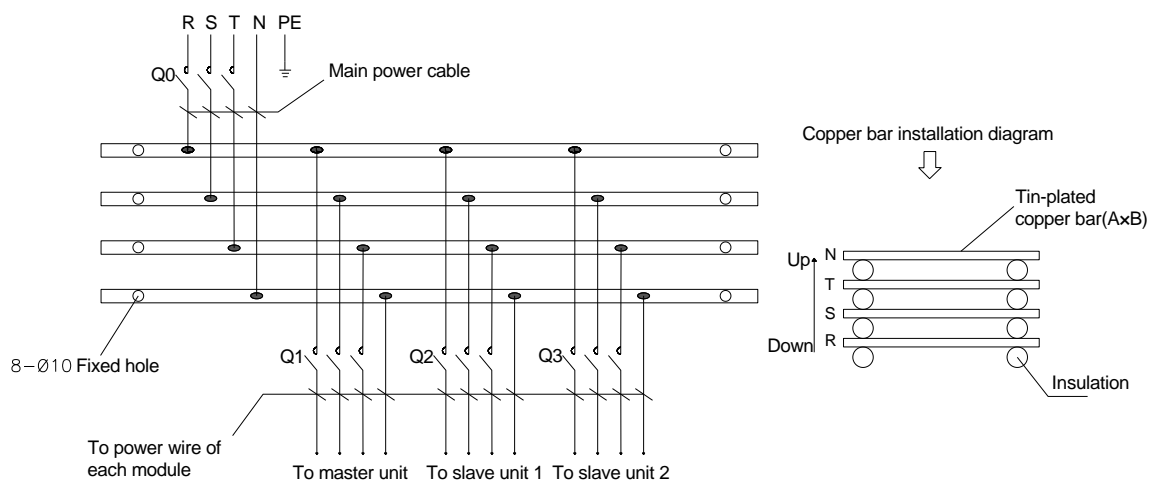 R S T N PE
Q0
Main power cable
Copper bar installation diagram
Tin-plated
copper bar(A×B)
Up
N
T
S
R
Down
Insulation
8-Ø10 Fixed hole
Q1
Q2
Q3
To power wire of
each module
To master unit
To slave unit 1
To slave unit 2